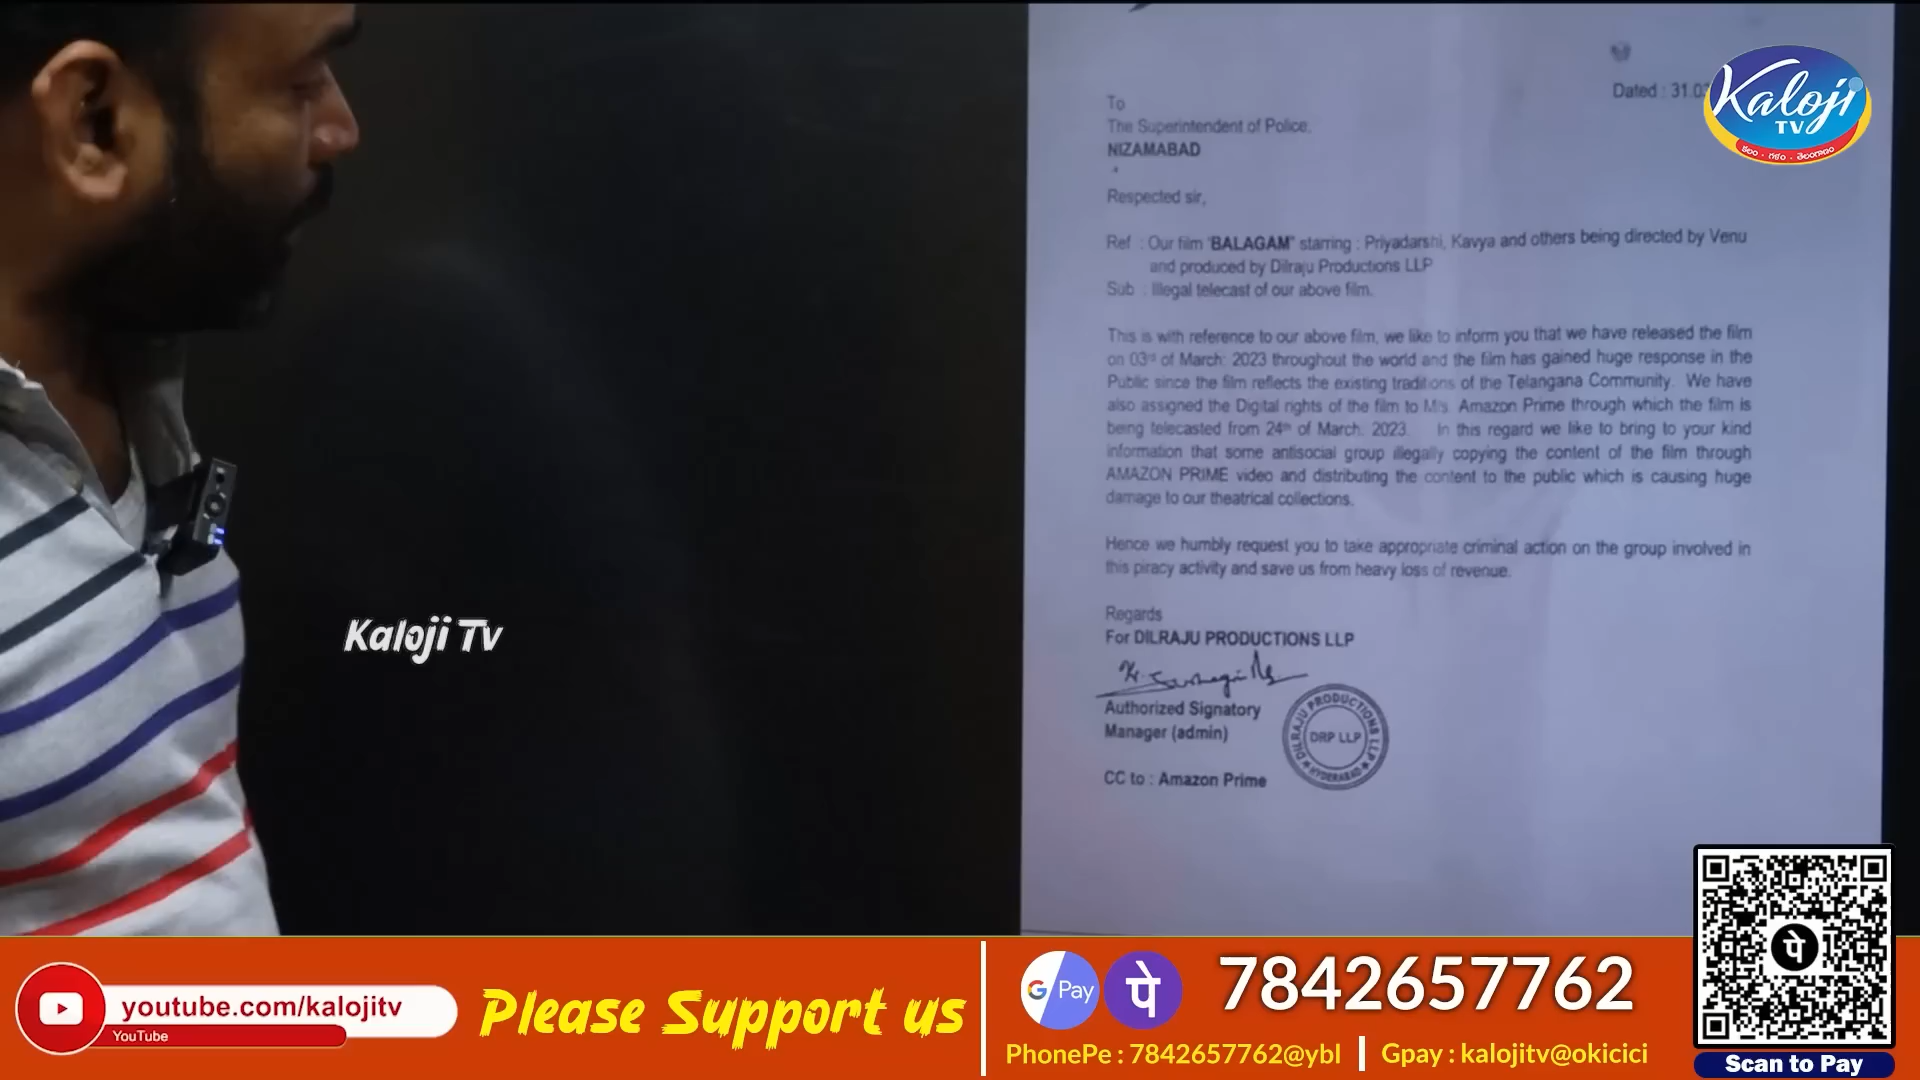 Dated : 31.0
To
The Superintendent of Police,
NIZAMABAD
Respected sir,
Ref : Our film 'BALAGAM" starring : Priyadarshi, Kavya and others being directed by Venu
and produced by Dilraju Productions LLP
Sub : Illegal telecast of our above film.
This is with reference to our above film, we like to inform you that we have released the film
on 03rd of March. 2023 throughout the world and the film has gained huge response in the
Public since the film reflects the existing traditions of the Telangana Community. We have
also assigned the Digital rights of the film to M/s. Amazon Prime through which the film is
being telecasted from 24th of March. 2023. In this regard we like to bring to your kind
information that some antisocial group illegally copying the content of the film through
AMAZON PRIME video and distributing the content to the public which is causing huge
damage to our theatrical collections.
Hence we humbly request you to take appropriate criminal action on the group involved in
this piracy activity and save us from heavy loss of revenue.
Regards
For DILRAJU PRODUCTIONS LLP
Authorized Signatory
Manager (admin)
DILRAJU PRODUCTIONS LLP
DRP LLP
HYDERABAD
CC to : Amazon Prime
Kaloji
TV
కలం - గళం - తెలంగాణం
Kaloji Tv
youtube.com/kalojitv
YouTube
Please Support us
G Pay
पे
7842657762
PhonePe : 7842657762@ybl | Gpay : kalojitv@okicici
पे
Scan to Pay